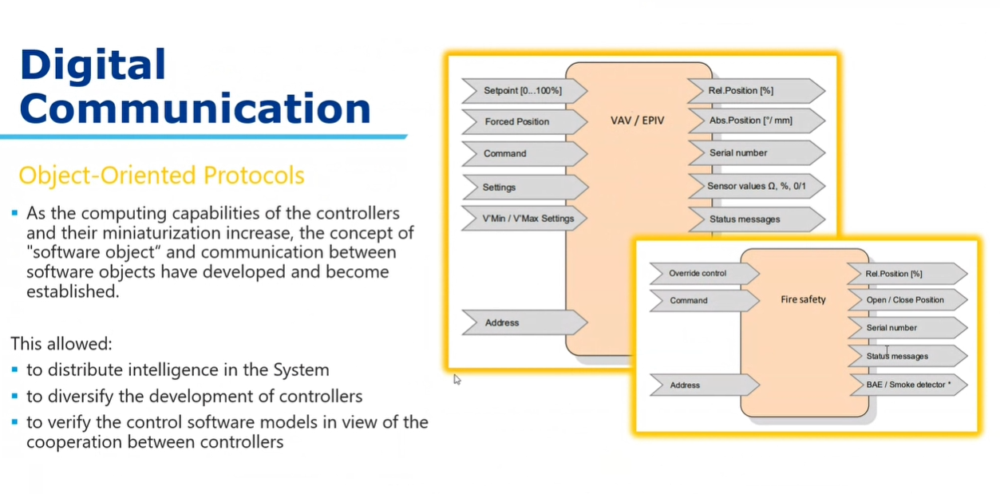 Digital
Communication
Object-Oriented Protocols
▪ As the computing capabilities of the controllers
and their miniaturization increase, the concept of
"software object“ and communication between
software objects have developed and become
established.
This allowed:
▪ to distribute intelligence in the System
▪ to diversify the development of controllers
▪ to verify the control software models in view of the
cooperation between controllers
VAV / EPIV
Setpoint [0...100%]
Forced Position
Command
Settings
V'Min / V'Max Settings
Address
Rel.Position [%]
Abs.Position [°/ mm]
Serial number
Sensor values Ω, %, 0/1
Status messages
Fire safety
Override control
Command
Address
Rel.Position [%]
Open / Close Position
Serial number
Status messages
BAE / Smoke detector *